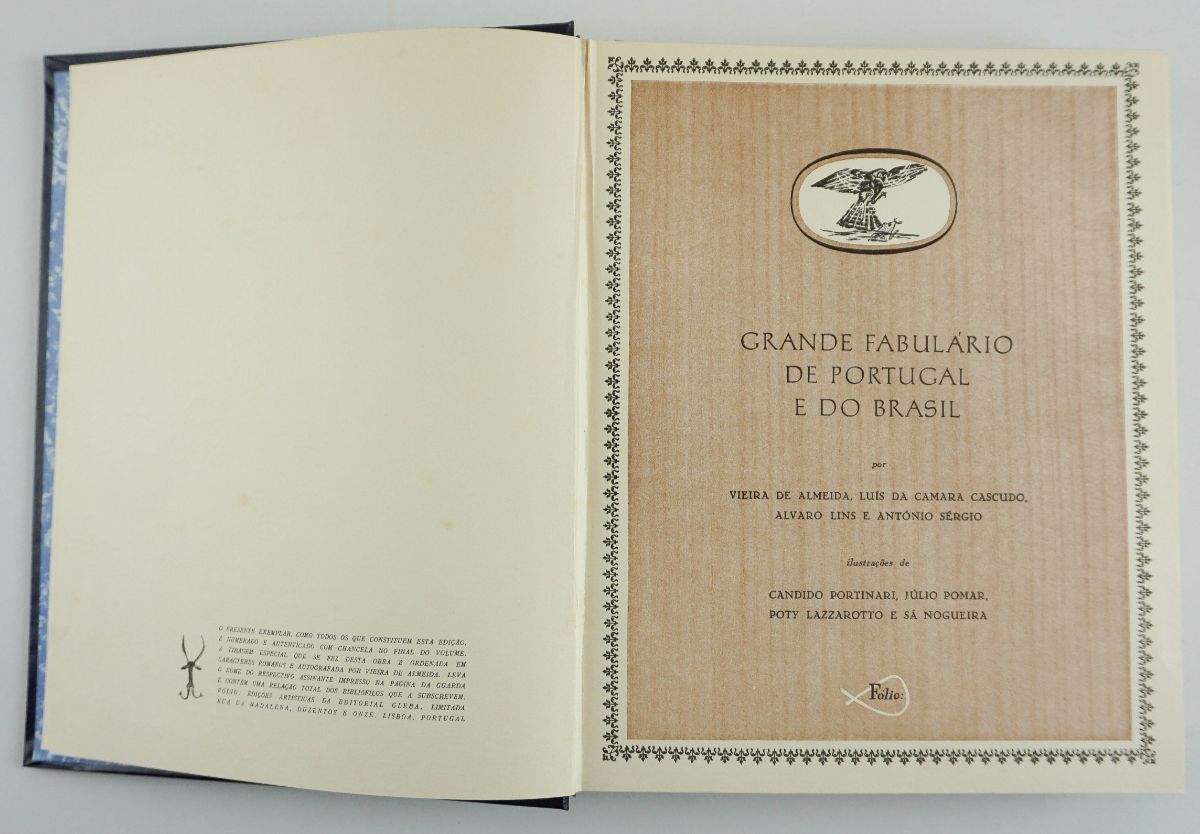 O PRESENTE EXEMPLAR, COMO TODOS OS QUE CONSTITUEM ESTA EDIÇÃO,
É NUMERADO E AUTENTICADO COM CHANCELA NO FINAL DO VOLUME.
A TIRAGEM ESPECIAL QUE SE FEZ DESTA OBRA É ORDENADA EM
CARACTERES ROMANOS E AUTOGRAFADA POR VIEIRA DE ALMEIDA. LEVA
O NOME DO RESPECTIVO ASSINANTE IMPRESSO NA PÁGINA DA GUARDA
E CONTÉM UMA RELAÇÃO TOTAL DOS BIBLIÓFILOS QUE A SUBSCREVEM.
FÓLIO: EDIÇÕES ARTÍSTICAS DA EDITORIAL GLEBA, LIMITADA
RUA DA MADALENA, DUZENTOS E ONZE. LISBOA. PORTUGAL
GRANDE FABULÁRIO
DE PORTUGAL
E DO BRASIL
por
VIEIRA DE ALMEIDA, LUÍS DA CAMARA CASCUDO,
ALVARO LINS E ANTÓNIO SÉRGIO
ilustrações de
CANDIDO PORTINARI, JÚLIO POMAR,
POTY LAZZAROTTO E SÁ NOGUEIRA
Fólio: